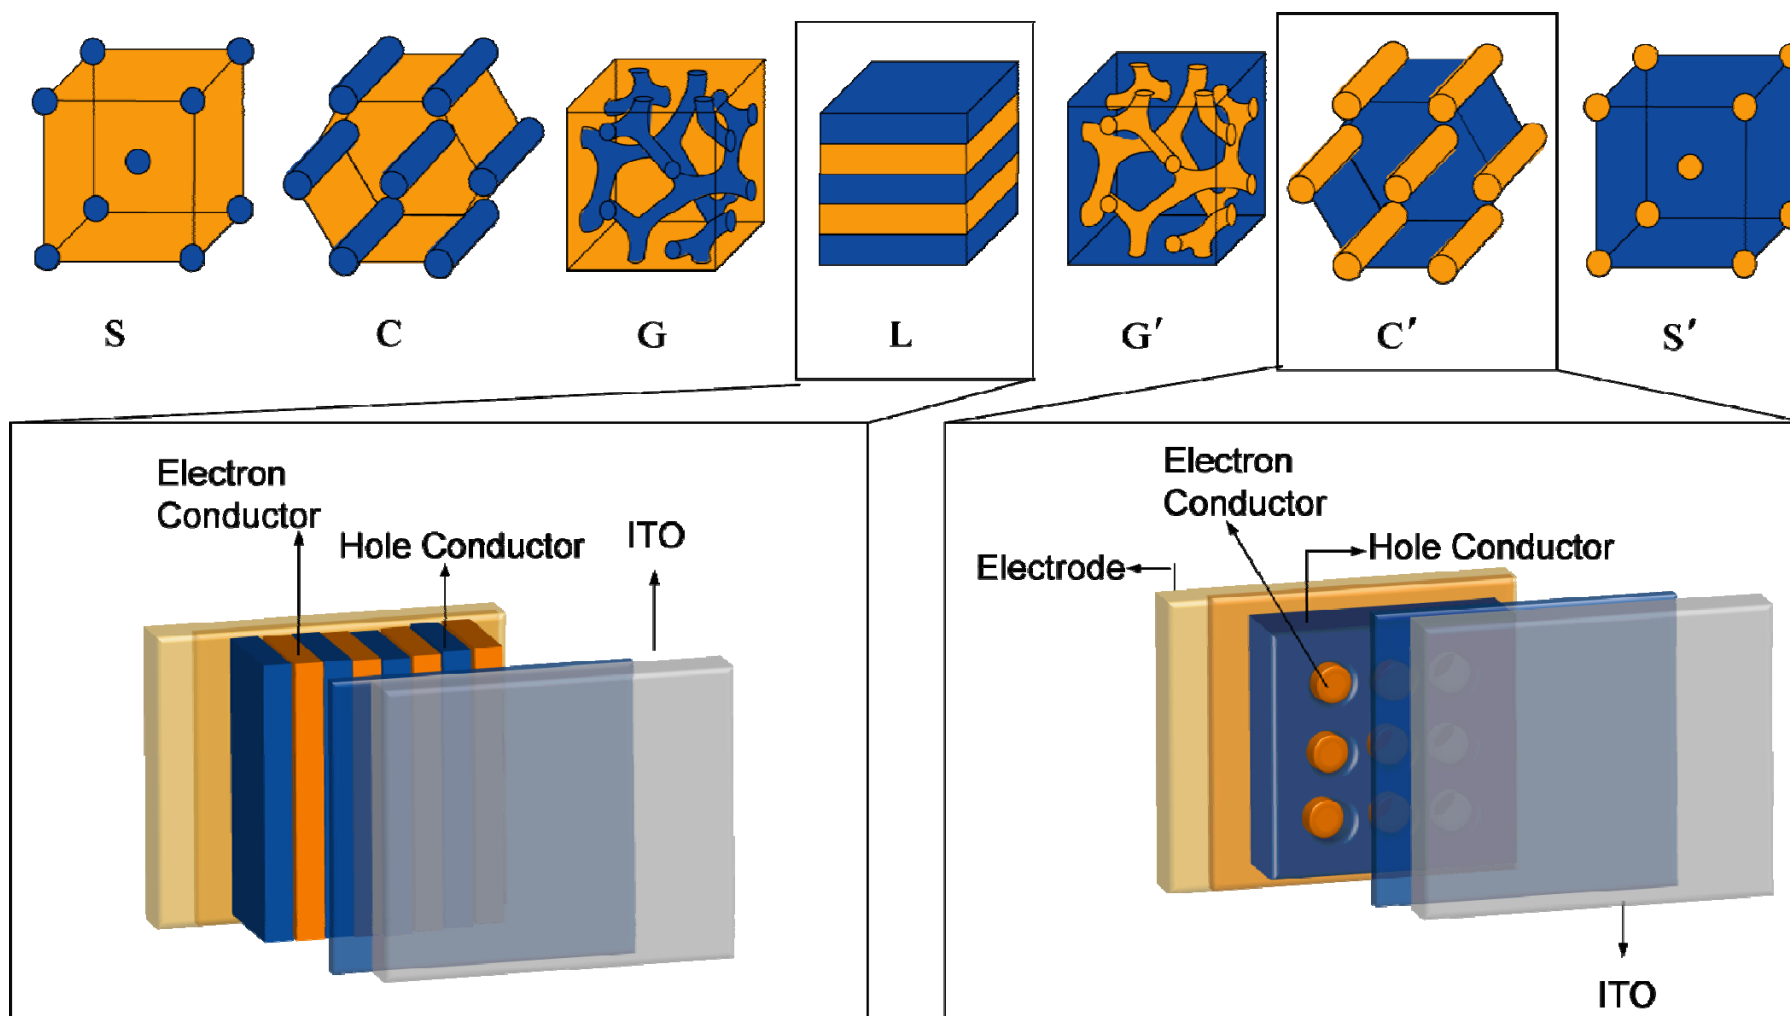 S
C
G
L
G′
C′
S′
Electron
Conductor
Hole Conductor
ITO
Electron
Conductor
Hole Conductor
Electrode
ITO